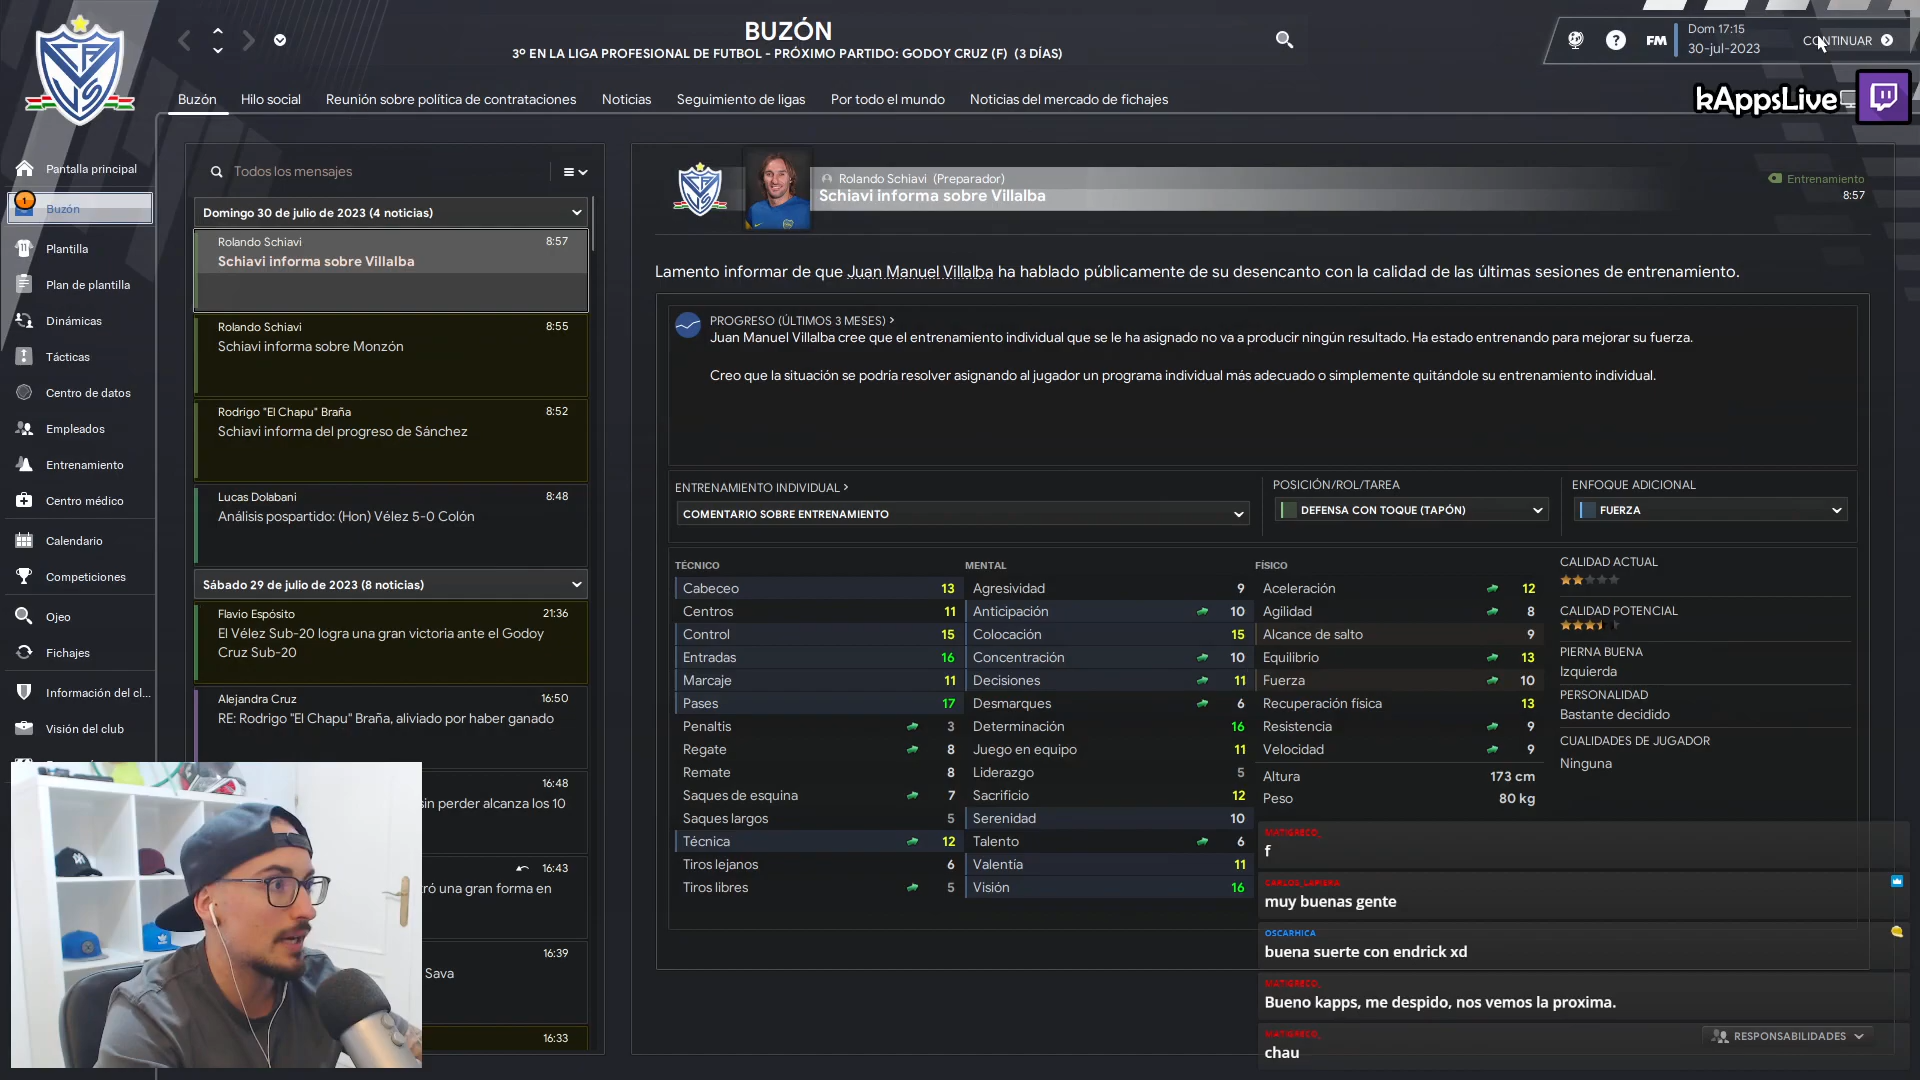 BUZÓN
3º EN LA LIGA PROFESIONAL DE FUTBOL - PRÓXIMO PARTIDO: GODOY CRUZ (F) (3 DÍAS)
FM
Dom 17:15
30-jul-2023
CONTINUAR
kAppsLive
Buzón
Hilo social
Reunión sobre política de contrataciones
Noticias
Seguimiento de ligas
Por todo el mundo
Noticias del mercado de fichajes
Pantalla principal
1
Buzón
Plantilla
Plan de plantilla
Dinámicas
Tácticas
Centro de datos
Empleados
Entrenamiento
Centro médico
Calendario
Competiciones
Ojeo
Fichajes
Información del cl...
Visión del club
Todos los mensajes
Domingo 30 de julio de 2023 (4 noticias)
Rolando Schiavi 8:57
Schiavi informa sobre Villalba
Rolando Schiavi 8:55
Schiavi informa sobre Monzón
Rodrigo "El Chapu" Braña 8:52
Schiavi informa del progreso de Sánchez
Lucas Dolabani 8:48
Análisis pospartido: (Hon) Vélez 5-0 Colón
Sábado 29 de julio de 2023 (8 noticias)
Flavio Espósito 21:36
El Vélez Sub-20 logra una gran victoria ante el Godoy
Cruz Sub-20
Alejandra Cruz 16:50
RE: Rodrigo "El Chapu" Braña, aliviado por haber ganado
16:48
sin perder alcanza los 10
16:43
una gran forma en
16:39
Sava
16:33
Rolando Schiavi (Preparador)
Schiavi informa sobre Villalba
Entrenamiento
8:57
Lamento informar de que Juan Manuel Villalba ha hablado públicamente de su desencanto con la calidad de las últimas sesiones de entrenamiento.
PROGRESO (ÚLTIMOS 3 MESES) >
Juan Manuel Villalba cree que el entrenamiento individual que se le ha asignado no va a producir ningún resultado. Ha estado entrenando para mejorar su fuerza.
Creo que la situación se podría resolver asignando al jugador un programa individual más adecuado o simplemente quitándole su entrenamiento individual.
ENTRENAMIENTO INDIVIDUAL >
COMENTARIO SOBRE ENTRENAMIENTO
POSICIÓN/ROL/TAREA
DEFENSA CON TOQUE (TAPÓN)
ENFOQUE ADICIONAL
FUERZA
TÉCNICO
Cabeceo 13
Centros 11
Control 15
Entradas 16
Marcaje 11
Pases 17
Penaltis 3
Regate 8
Remate 8
Saques de esquina 7
Saques largos 5
Técnica 12
Tiros lejanos 6
Tiros libres 5
MENTAL
Agresividad 9
Anticipación 10
Colocación 15
Concentración 10
Decisiones 11
Desmarques 6
Determinación 16
Juego en equipo 11
Liderazgo 5
Sacrificio 12
Serenidad 10
Talento 6
Valentía 11
Visión 16
FÍSICO
Aceleración 12
Agilidad 8
Alcance de salto 9
Equilibrio 13
Fuerza 10
Recuperación física 13
Resistencia 9
Velocidad 9
Altura 173 cm
Peso 80 kg
CALIDAD ACTUAL
CALIDAD POTENCIAL
PIERNA BUENA
Izquierda
PERSONALIDAD
Bastante decidido
CUALIDADES DE JUGADOR
Ninguna
MATIGRECO_
f
CARLOS_LAPIERA
muy buenas gente
OSCARHICA
buena suerte con endrick xd
MATIGRECO_
Bueno kapps, me despido, nos vemos la proxima.
MATIGRECO_
chau
RESPONSABILIDADES